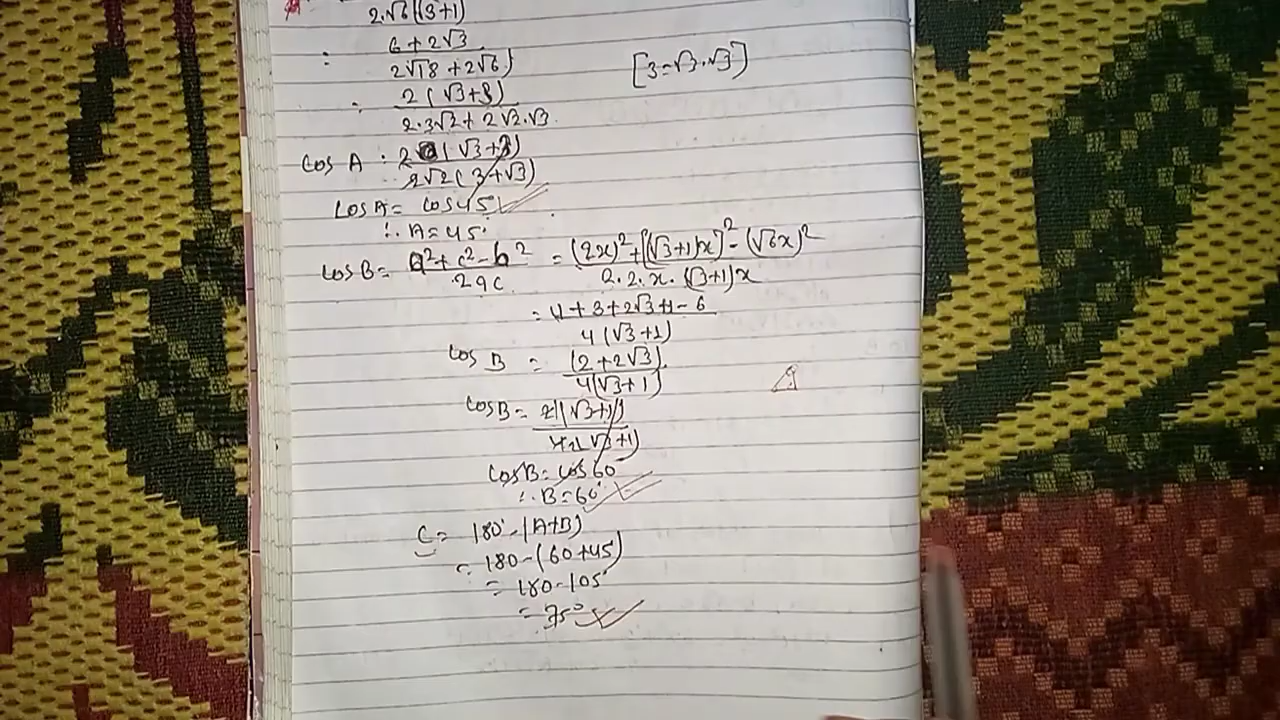 2.√6((3+1)
= 6+2√3 / 2√18+2√6)
[3=√3.√3]
= 2(√3+3) / 2.3√2+2√2.√3
Cos A = 2(√3+3) / 2√2(3+√3)
Cos A = cos 45°
∴ A=45°
Cos B = a²+c²-b² / 2ac = (2x)²+[(√3+1)x]²-(√6x)² / 2.2.x.(√3+1)x
= 4+3+2√3+1-6 / 4(√3+1)
Cos B = (2+2√3) / 4(√3+1)
Cos B = 2(√3+1) / 42(√3+1)
Cos B = cos 60
∴ B=60°
C = 180°-(A+B)
= 180-(60+45)
= 180-105°
= 75°